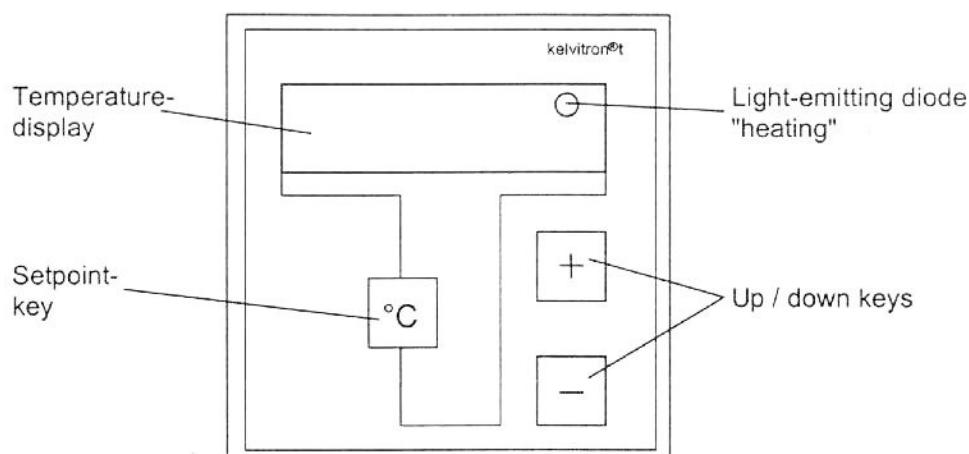 kelvitron®t
Temperature-
display
Light-emitting diode
"heating"
+
Setpoint-
key
°C
Up / down keys
−